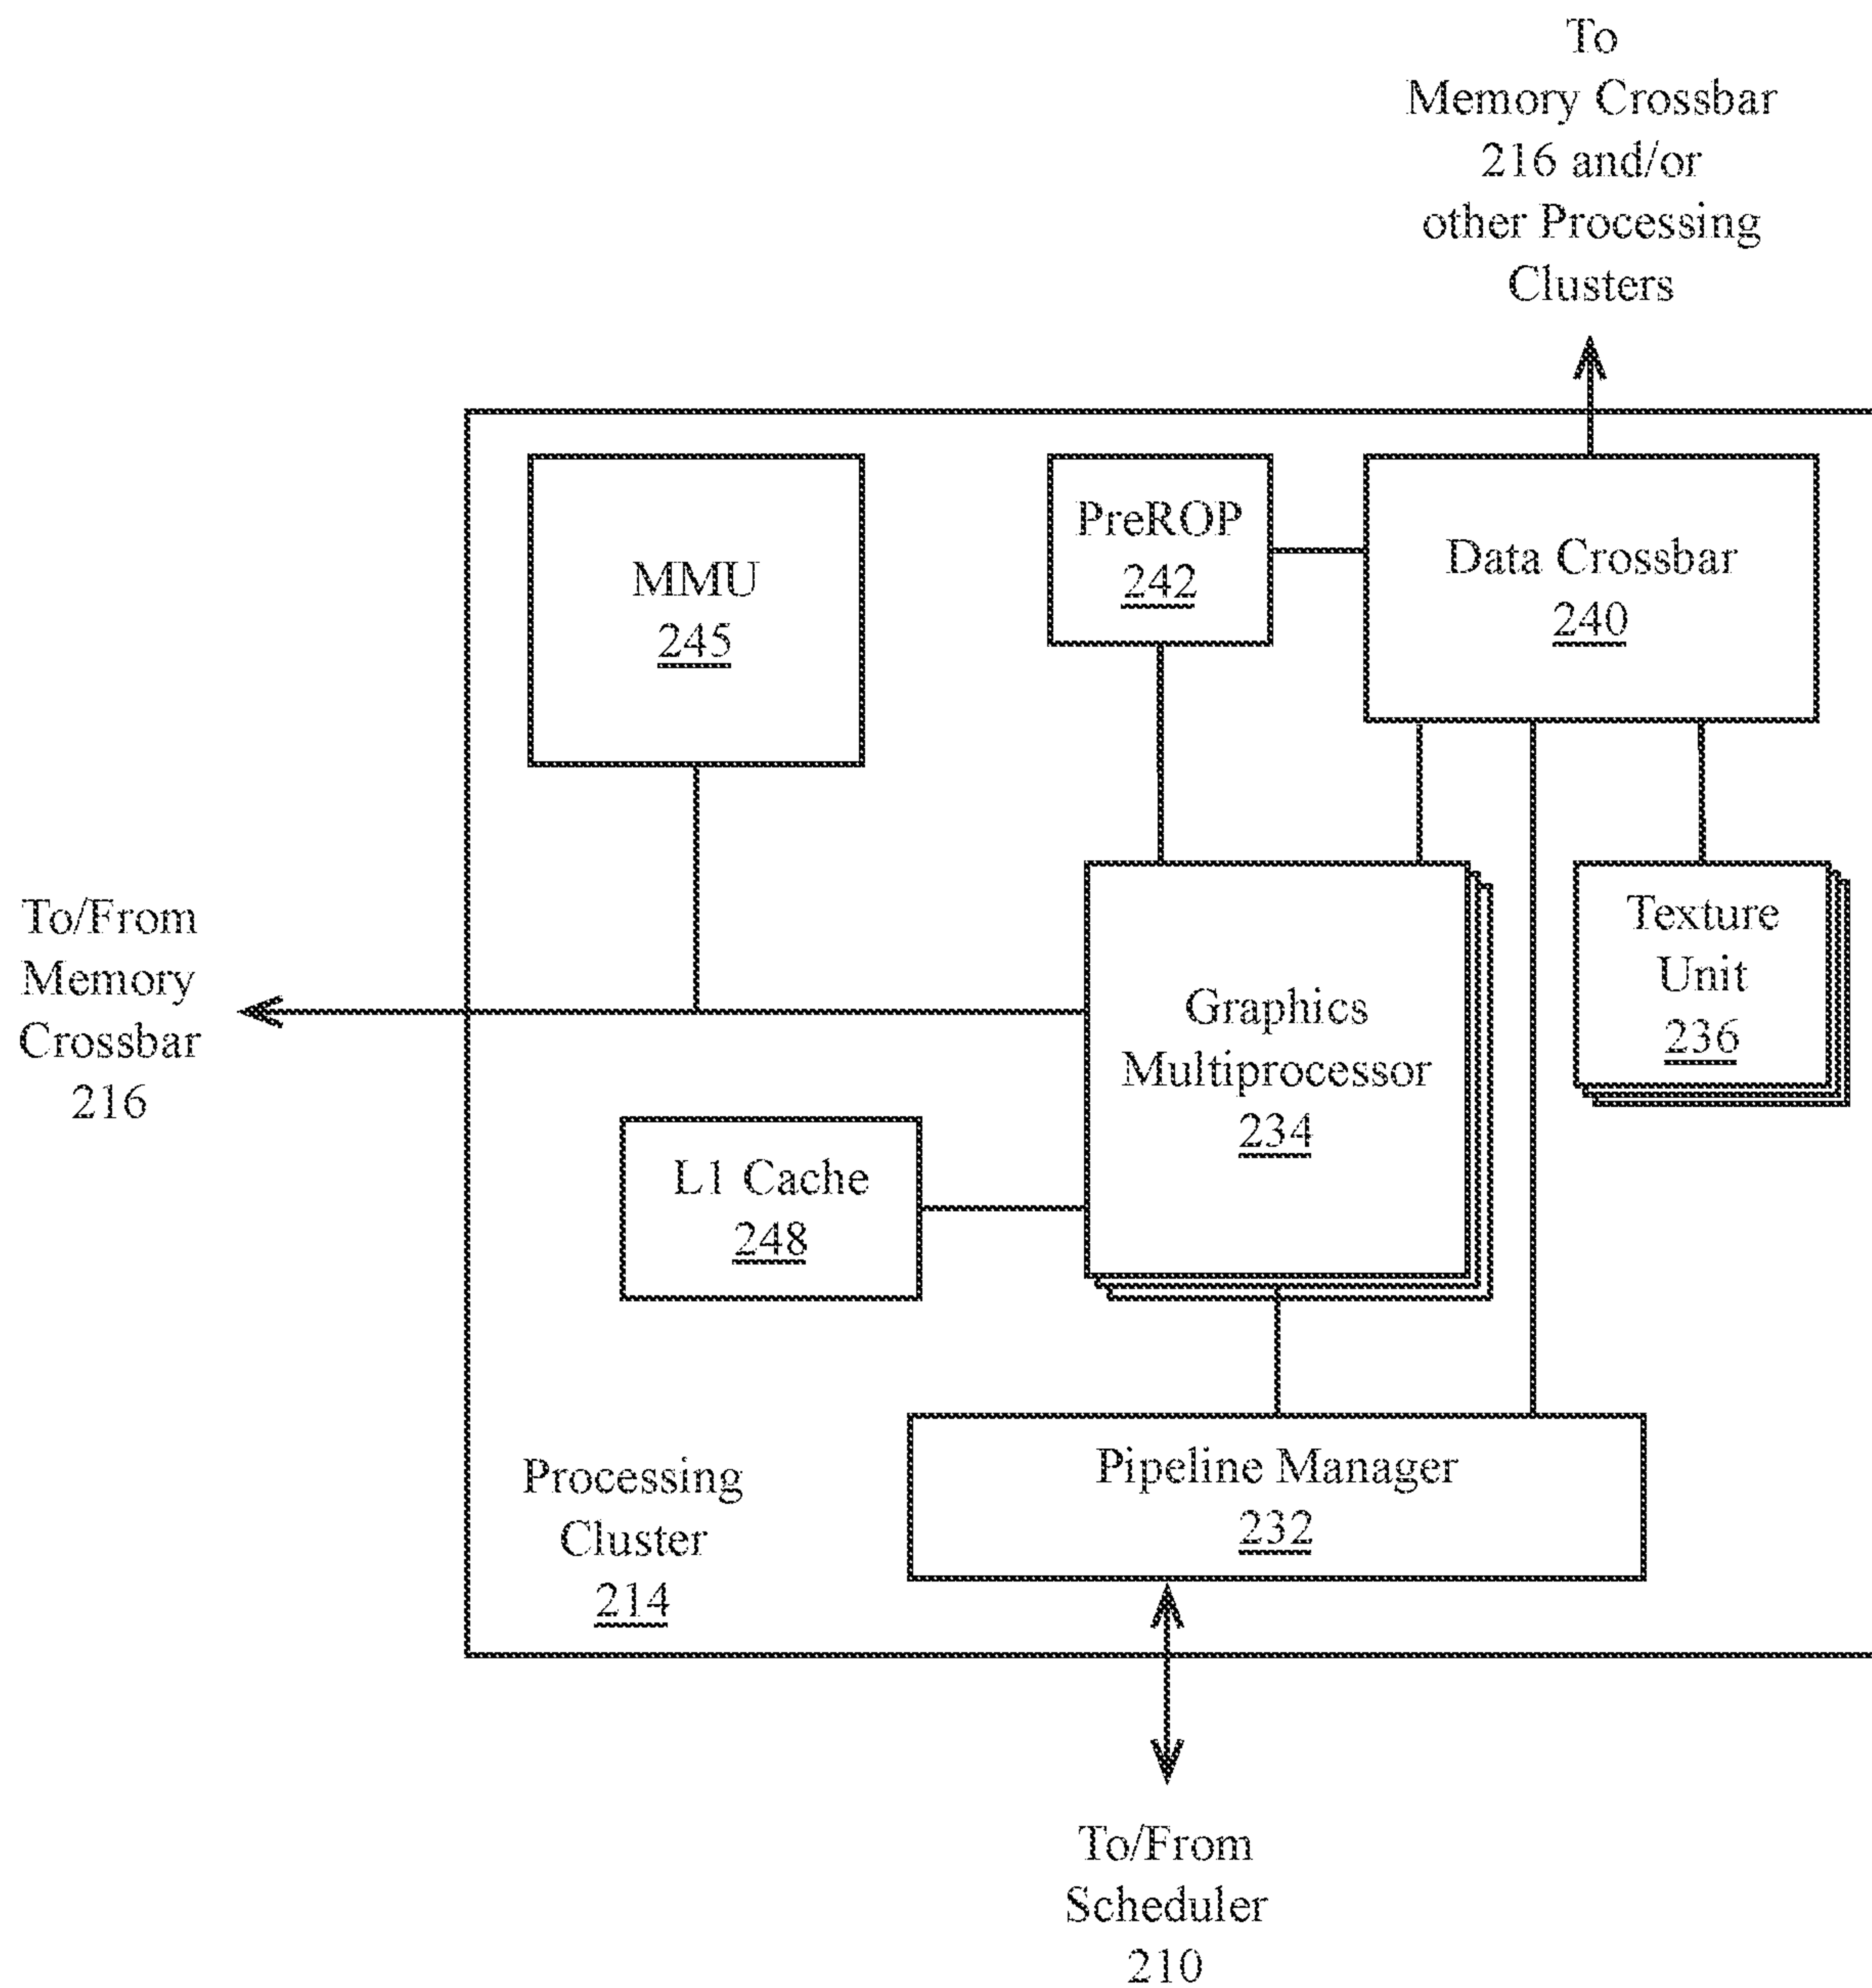 To
Memory Crossbar
216 and/or
other Processing
Clusters
MMU
245
PreROP
242
Data Crossbar
240
To/From
Memory
Crossbar
216
Graphics
Multiprocessor
234
Texture
Unit
236
L1 Cache
248
Processing
Cluster
214
Pipeline Manager
232
To/From
Scheduler
210